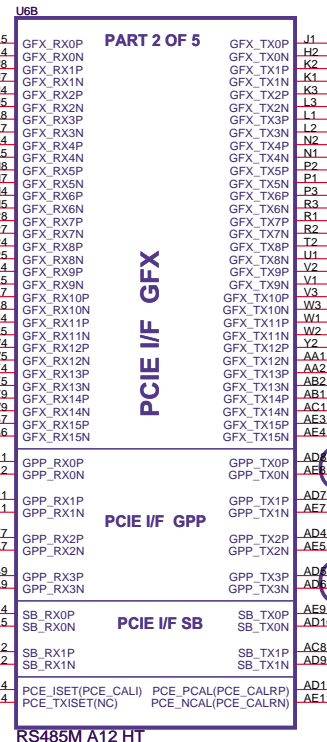 U6B
PART 2 OF 5
GFX_RX0P GFX_TX0P J1
GFX_RX0N GFX_TX0N H2
GFX_RX1P GFX_TX1P K2
GFX_RX1N GFX_TX1N K1
GFX_RX2P GFX_TX2P K3
GFX_RX2N GFX_TX2N L3
GFX_RX3P GFX_TX3P L1
GFX_RX3N GFX_TX3N L2
GFX_RX4P GFX_TX4P N2
GFX_RX4N GFX_TX4N N1
GFX_RX5P GFX_TX5P P2
GFX_RX5N GFX_TX5N P1
GFX_RX6P GFX_TX6P P3
GFX_RX6N GFX_TX6N R3
GFX_RX7P GFX_TX7P R1
GFX_RX7N GFX_TX7N R2
GFX_RX8P GFX_TX8P T2
GFX_RX8N GFX_TX8N U1
GFX_RX9P GFX_TX9P V2
GFX_RX9N GFX_TX9N V1
GFX_RX10P GFX_TX10P V3
GFX_RX10N GFX_TX10N W3
GFX_RX11P GFX_TX11P W1
GFX_RX11N GFX_TX11N W2
GFX_RX12P GFX_TX12P Y2
GFX_RX12N GFX_TX12N AA1
GFX_RX13P GFX_TX13P AA2
GFX_RX13N GFX_TX13N AB2
GFX_RX14P GFX_TX14P AB1
GFX_RX14N GFX_TX14N AC1
GFX_RX15P GFX_TX15P AE3
GFX_RX15N GFX_TX15N AE4
PCIE I/F GFX
GPP_RX0P GPP_TX0P AD8
GPP_RX0N GPP_TX0N AE8
GPP_RX1P GPP_TX1P AD7
GPP_RX1N GPP_TX1N AE7
PCIE I/F GPP
GPP_RX2P GPP_TX2P AD4
GPP_RX2N GPP_TX2N AE5
GPP_RX3P GPP_TX3P AD5
GPP_RX3N GPP_TX3N AD6
SB_RX0P SB_TX0P AE9
SB_RX0N SB_TX0N
PCIE I/F SB
SB_RX1P SB_TX1P AC8
SB_RX1N SB_TX1N AD9
PCE_ISET(PCE_CALI) PCE_PCAL(PCE_CALRP)
PCE_TXISET(NC) PCE_NCAL(PCE_CALRN)
RS485M A12 HT